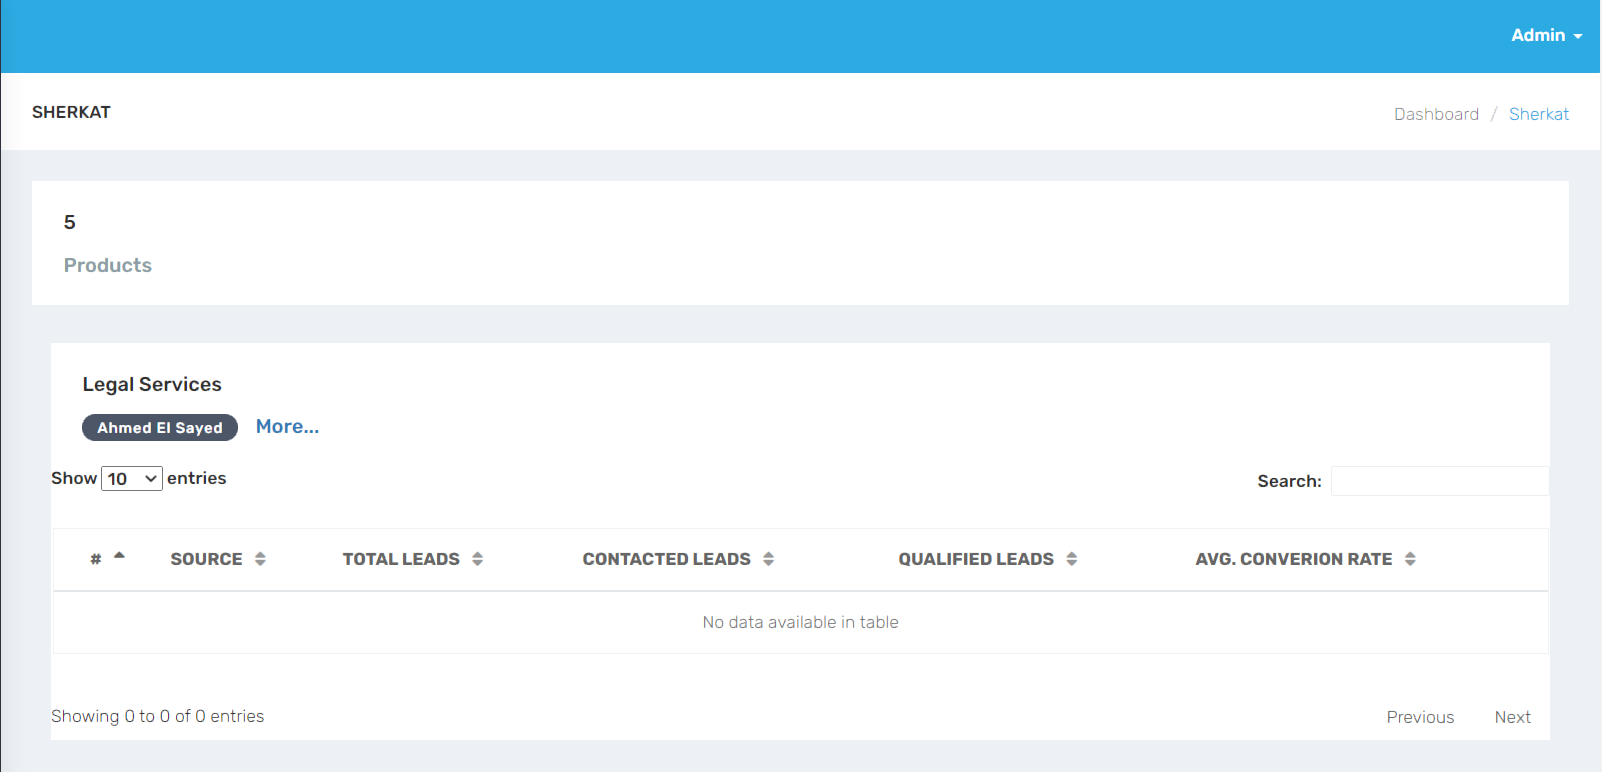 Admin
SHERKAT
Dashboard / Sherkat
5
Products
Legal Services
Ahmed El Sayed More...
Show 10 entries Search:
# SOURCE TOTAL LEADS CONTACTED LEADS QUALIFIED LEADS AVG. CONVERION RATE
No data available in table
Showing 0 to 0 of 0 entries Previous Next